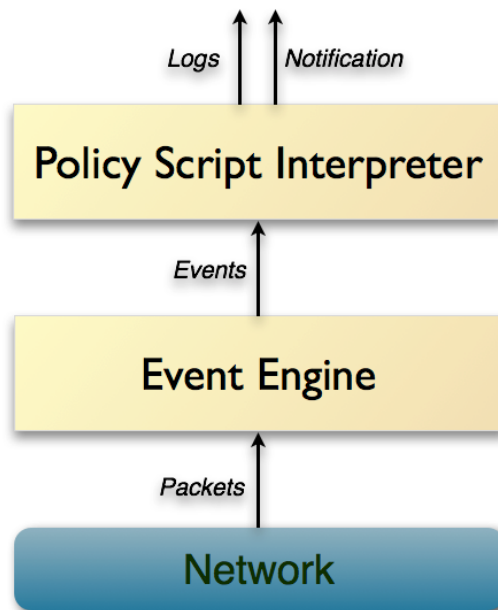 Logs Notification
Policy Script Interpreter
Events
Event Engine
Packets
Network